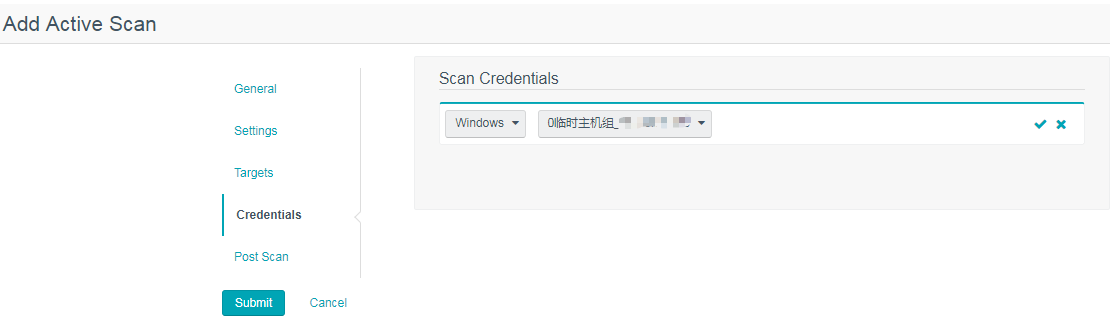 Add Active Scan
General
Settings
Targets
Credentials
Post Scan
Submit Cancel
Scan Credentials
Windows 0临时主机组_